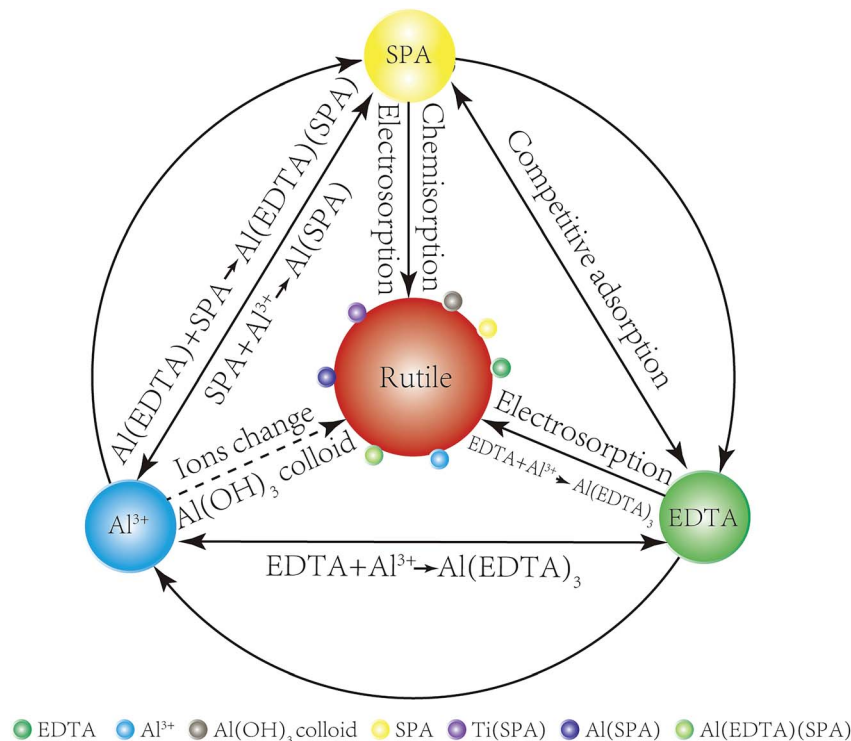 SPA
Al(EDTA)+SPA→Al(EDTA)(SPA)
SPA+Al³⁺→Al(SPA)
Electrosorption
Chemisorption
Competitive adsorption
Rutile
Ions change
Al(OH)₃ colloid
Electrosorption
EDTA+Al³⁺→Al(EDTA)₃
Al³⁺
EDTA
EDTA+Al³⁺→Al(EDTA)₃
EDTA Al³⁺ Al(OH)₃colloid SPA Ti(SPA) Al(SPA) Al(EDTA)(SPA)